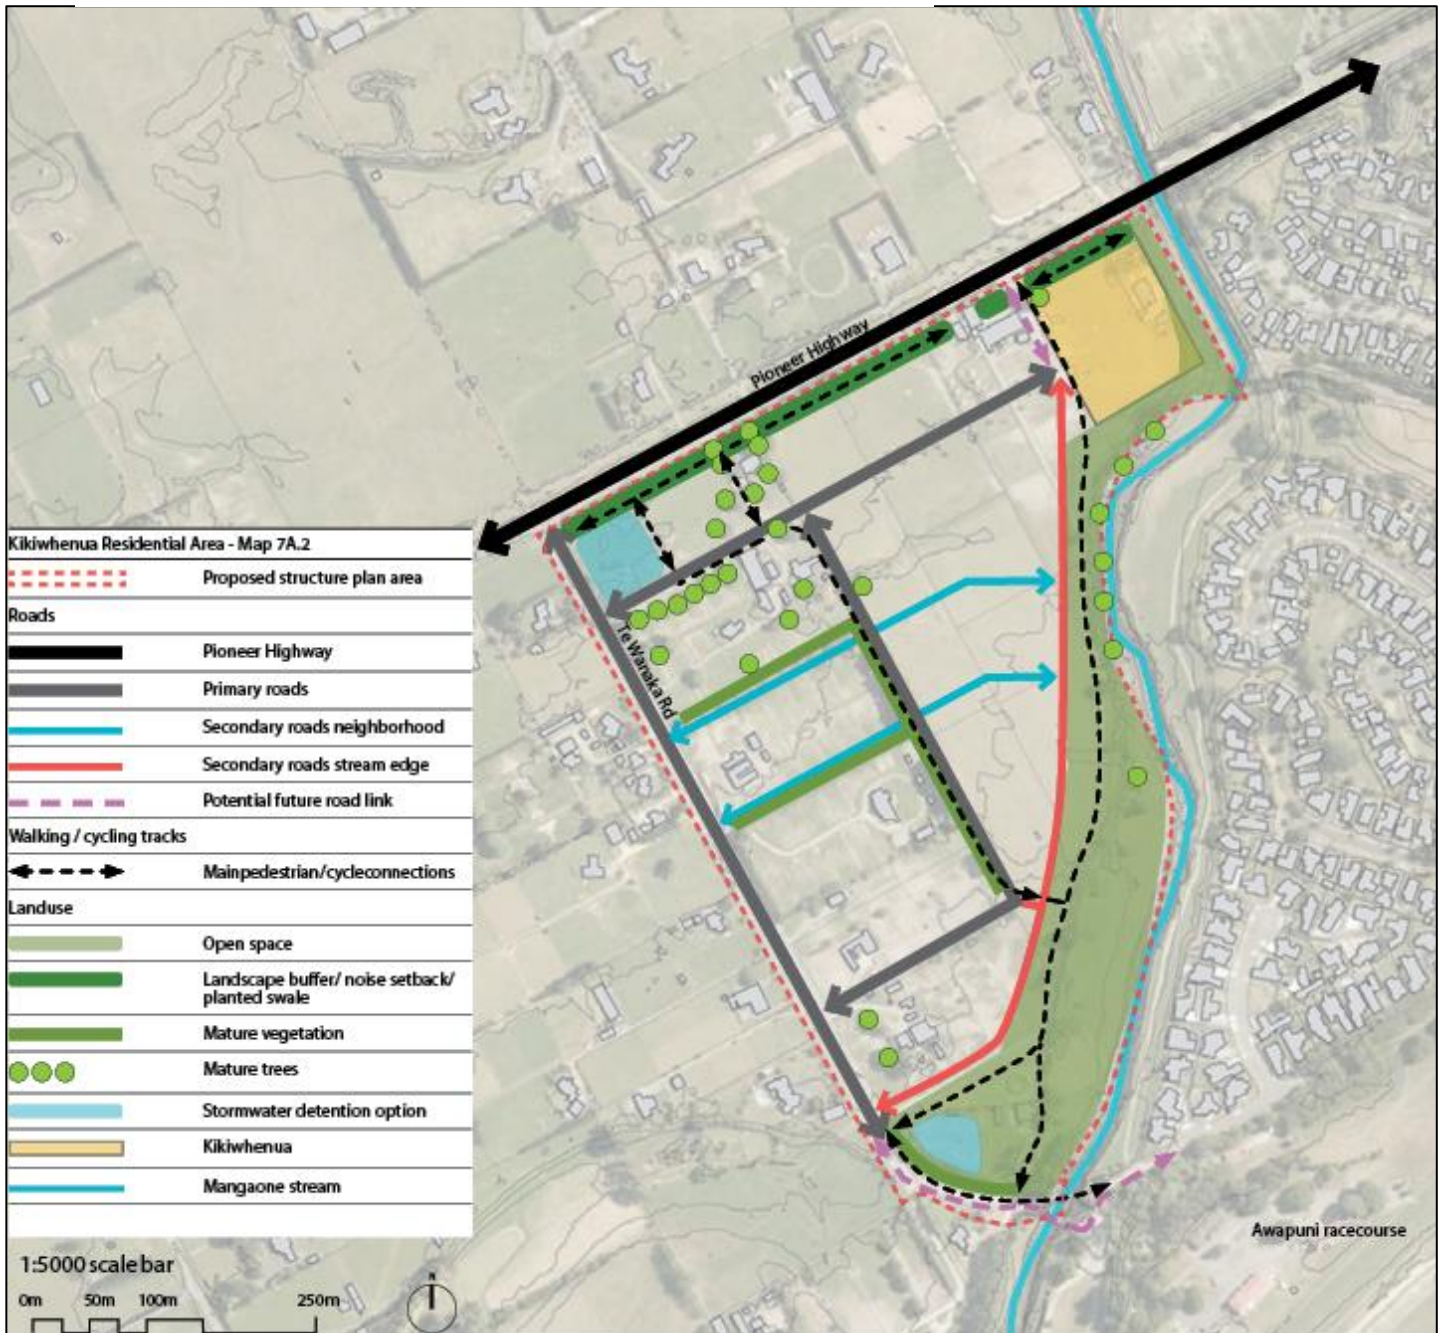 Pioneer Highway
Te Wanaka Rd
Kikiwhenua Residential Area - Map 7A.2
Proposed structure plan area
Roads
Pioneer Highway
Primary roads
Secondary roads neighborhood
Secondary roads stream edge
Potential future road link
Walking / cycling tracks
Mainpedestrian/cycleconnections
Landuse
Open space
Landscape buffer/ noise setback/
planted swale
Mature vegetation
Mature trees
Stormwater detention option
Kikiwhenua
Mangaone stream
Awapuni racecourse
1:5000 scale bar
N
0m 50m 100m 250m